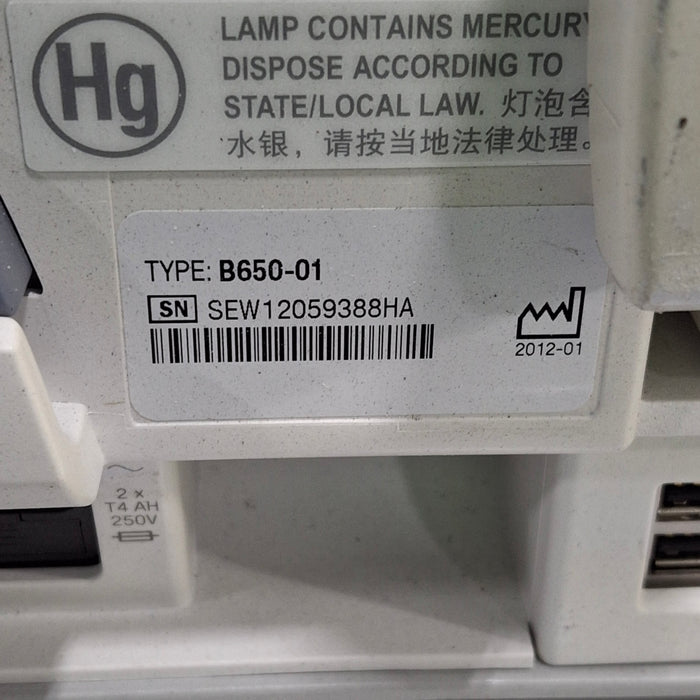 Hg
LAMP CONTAINS MERCURY
DISPOSE ACCORDING TO
STATE/LOCAL LAW. 灯泡含
水银，请按当地法律处理。
TYPE: B650-01
SN SEW12059388HA
2012-01
2 x
T4 AH
250V